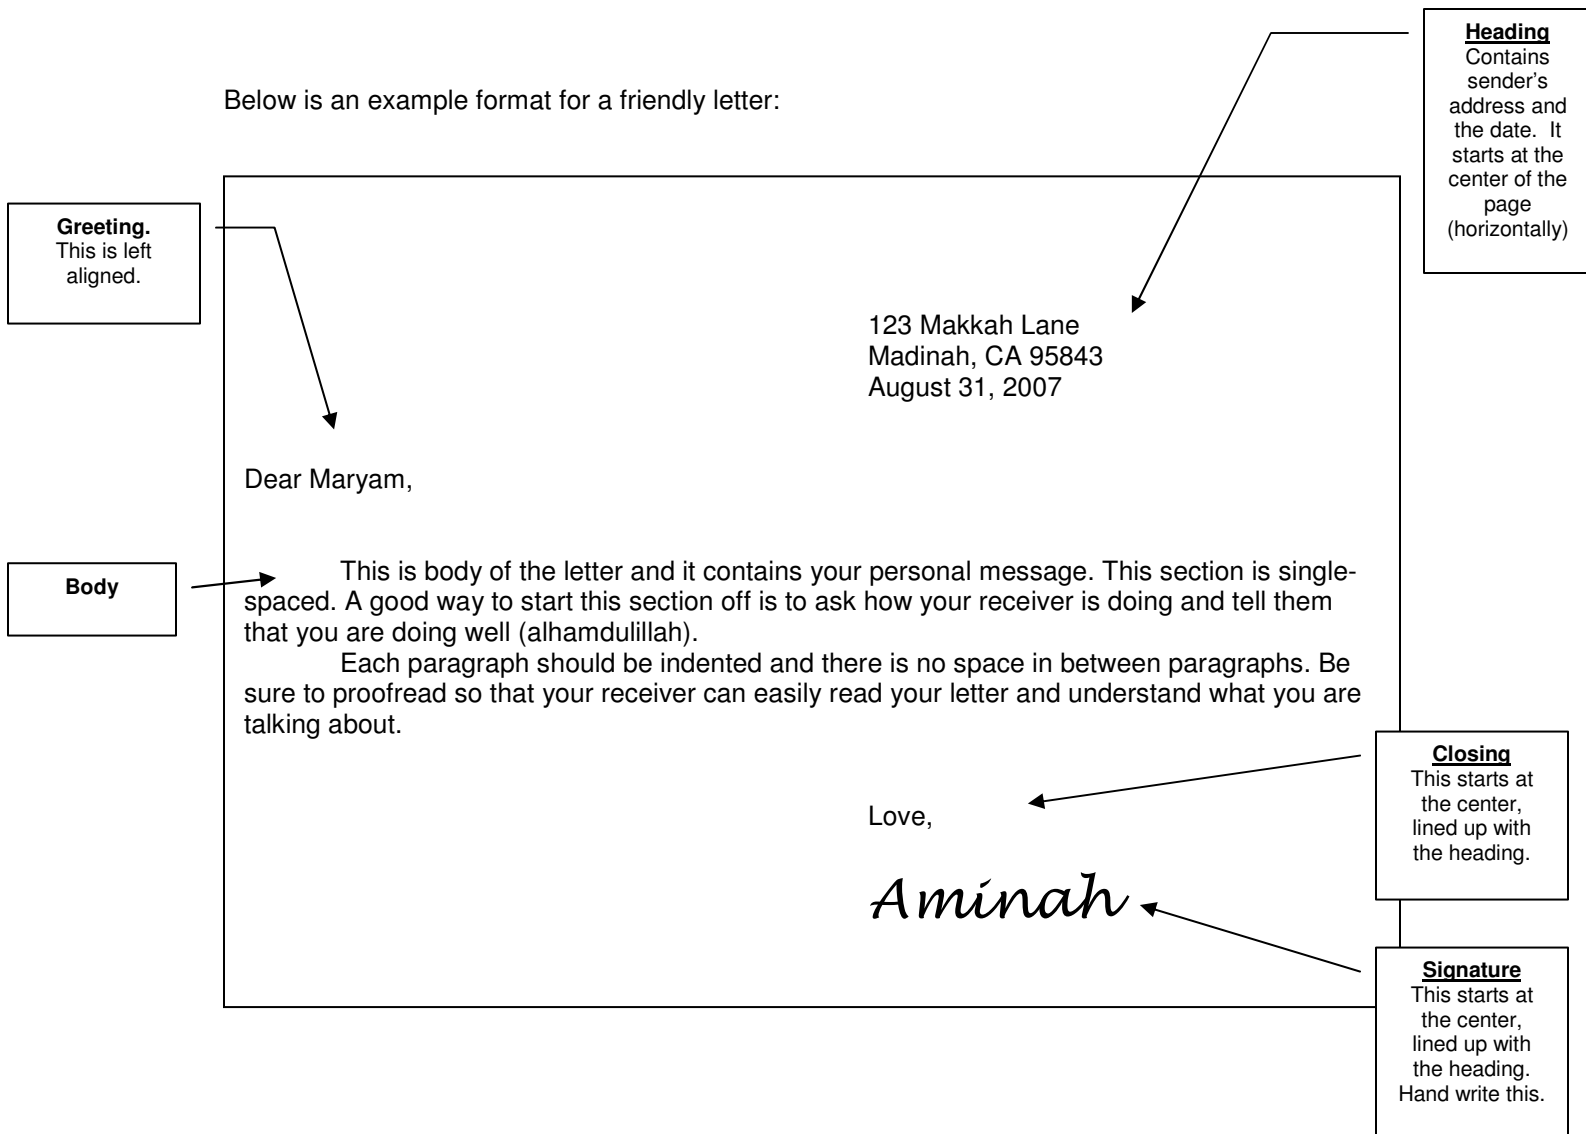 Heading
Contains
sender's
address and
the date.  It
starts at the
center of the
page
(horizontally)
Below is an example format for a friendly letter:
Greeting.
This is left
aligned.
123 Makkah Lane
Madinah, CA 95843
August 31, 2007
Dear Maryam,
Body
This is body of the letter and it contains your personal message. This section is single-
spaced. A good way to start this section off is to ask how your receiver is doing and tell them
that you are doing well (alhamdulillah).
Each paragraph should be indented and there is no space in between paragraphs. Be
sure to proofread so that your receiver can easily read your letter and understand what you are
talking about.
Closing
This starts at
the center,
lined up with
the heading.
Love,
Aminah
Signature
This starts at
the center,
lined up with
the heading.
Hand write this.